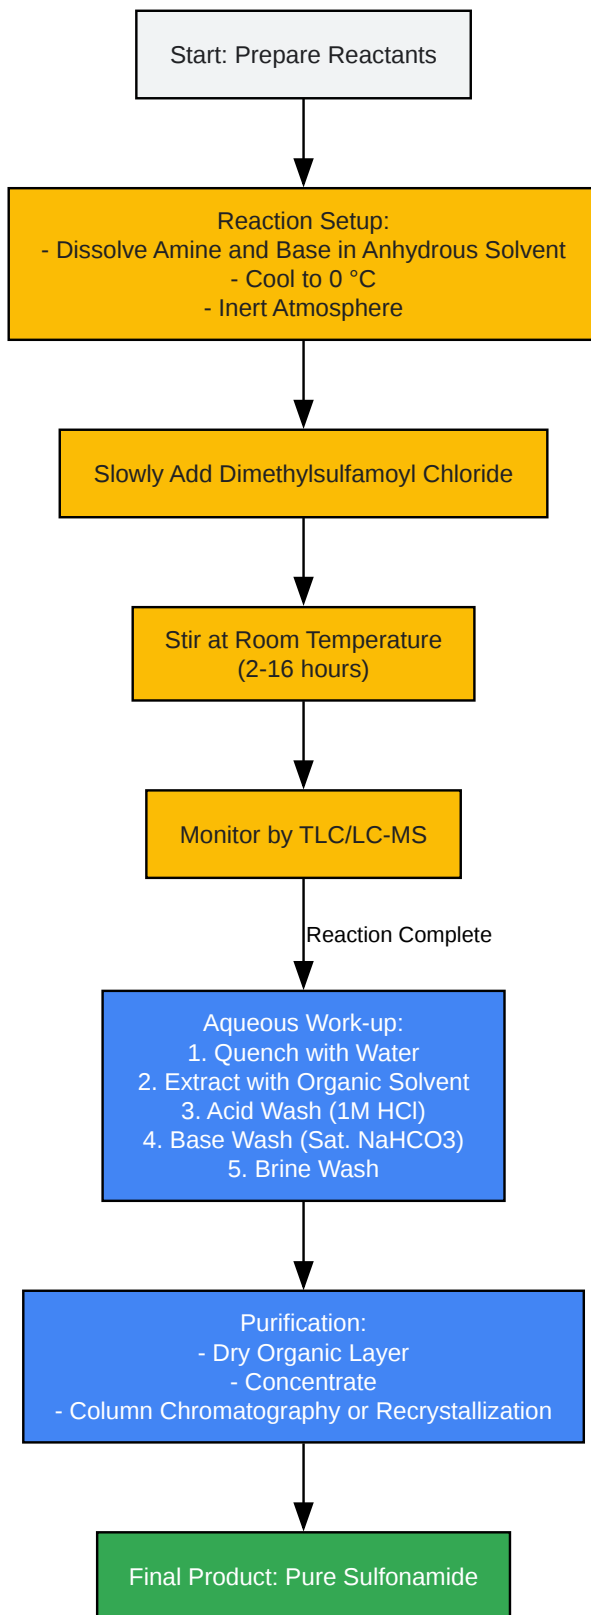 Start: Prepare Reactants
Reaction Setup:
- Dissolve Amine and Base in Anhydrous Solvent
- Cool to 0 °C
- Inert Atmosphere
Slowly Add Dimethylsulfamoyl Chloride
Stir at Room Temperature
(2-16 hours)
Monitor by TLC/LC-MS
Reaction Complete
Aqueous Work-up:
1. Quench with Water
2. Extract with Organic Solvent
3. Acid Wash (1M HCl)
4. Base Wash (Sat. NaHCO3)
5. Brine Wash
Purification:
- Dry Organic Layer
- Concentrate
- Column Chromatography or Recrystallization
Final Product: Pure Sulfonamide